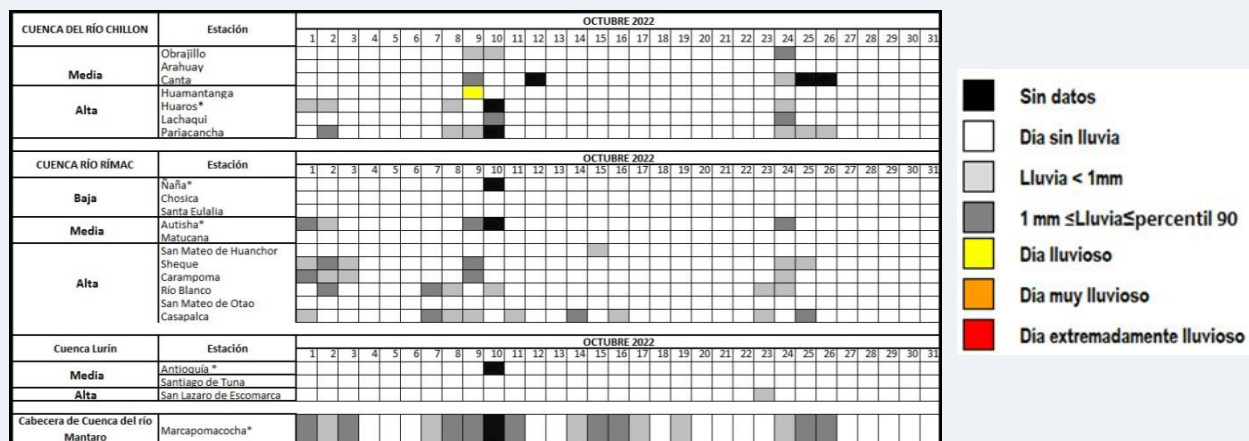 CUENCA DEL RÍO CHILLON Estación OCTUBRE 2022
1 2 3 4 5 6 7 8 9 10 11 12 13 14 15 16 17 18 19 20 21 22 23 24 25 26 27 28 29 30 31
Media
Obrajillo
Arahuay
Canta
Alta
Huamantanga
Huaros*
Lachaqui
Pariacancha
CUENCA RÍO RÍMAC Estación OCTUBRE 2022
1 2 3 4 5 6 7 8 9 10 11 12 13 14 15 16 17 18 19 20 21 22 23 24 25 26 27 28 29 30 31
Baja
Ñaña*
Chosica
Santa Eulalia
Media
Autisha*
Matucana
Alta
San Mateo de Huanchor
Sheque
Carampoma
Río Blanco
San Mateo de Otao
Casapalca
Cuenca Lurín Estación OCTUBRE 2022
1 2 3 4 5 6 7 8 9 10 11 12 13 14 15 16 17 18 19 20 21 22 23 24 25 26 27 28 29 30 31
Media
Antioquía *
Santiago de Tuna
Alta San Lazaro de Escomarca
Cabecera de Cuenca del río
Mantaro
Marcapomacocha*
Sin datos
Dia sin lluvia
Lluvia < 1mm
1 mm ≤Lluvia≤percentil 90
Dia lluvioso
Dia muy lluvioso
Dia extremadamente lluvioso